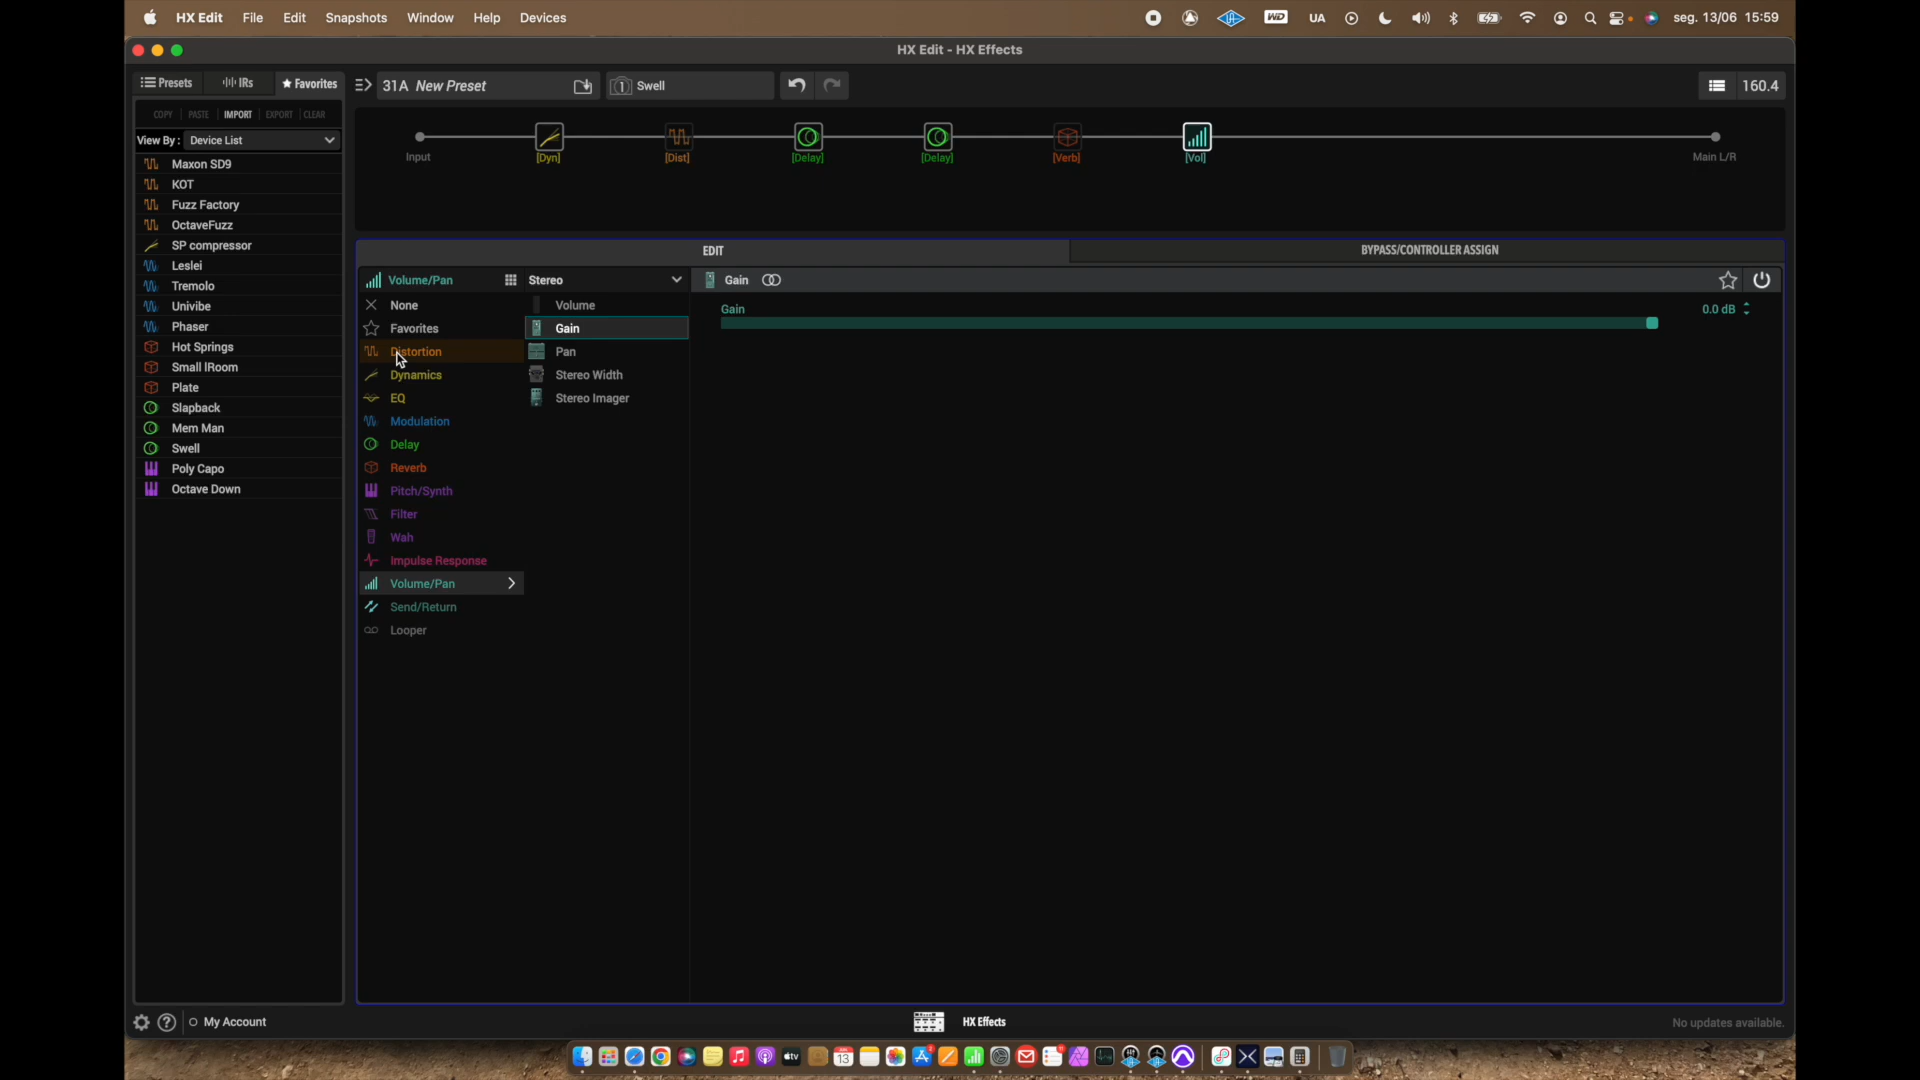 HX Edit File Edit Snapshots Window Help Devices WD UA seg. 13/06 15:59
HX Edit - HX Effects
Presets IRs Favorites 31A New Preset 1 Swell 160.4
COPY PASTE IMPORT EXPORT CLEAR
View By : Device List
Maxon SD9
KOT
Fuzz Factory
OctaveFuzz
SP compressor
Leslei
Tremolo
Univibe
Phaser
Hot Springs
Small IRoom
Plate
Slapback
Mem Man
Swell
Poly Capo
Octave Down
Input [Dyn] [Dist] [Delay] [Delay] [Verb] [Vol] Main L/R
EDIT BYPASS/CONTROLLER ASSIGN
Volume/Pan Stereo Gain
None
Favorites
Distortion
Dynamics
EQ
Modulation
Delay
Reverb
Pitch/Synth
Filter
Wah
Impulse Response
Volume/Pan
Send/Return
Looper
Volume
Gain
Pan
Stereo Width
Stereo Imager
Gain 0.0 dB
? My Account HX Effects No updates available.
tv 13